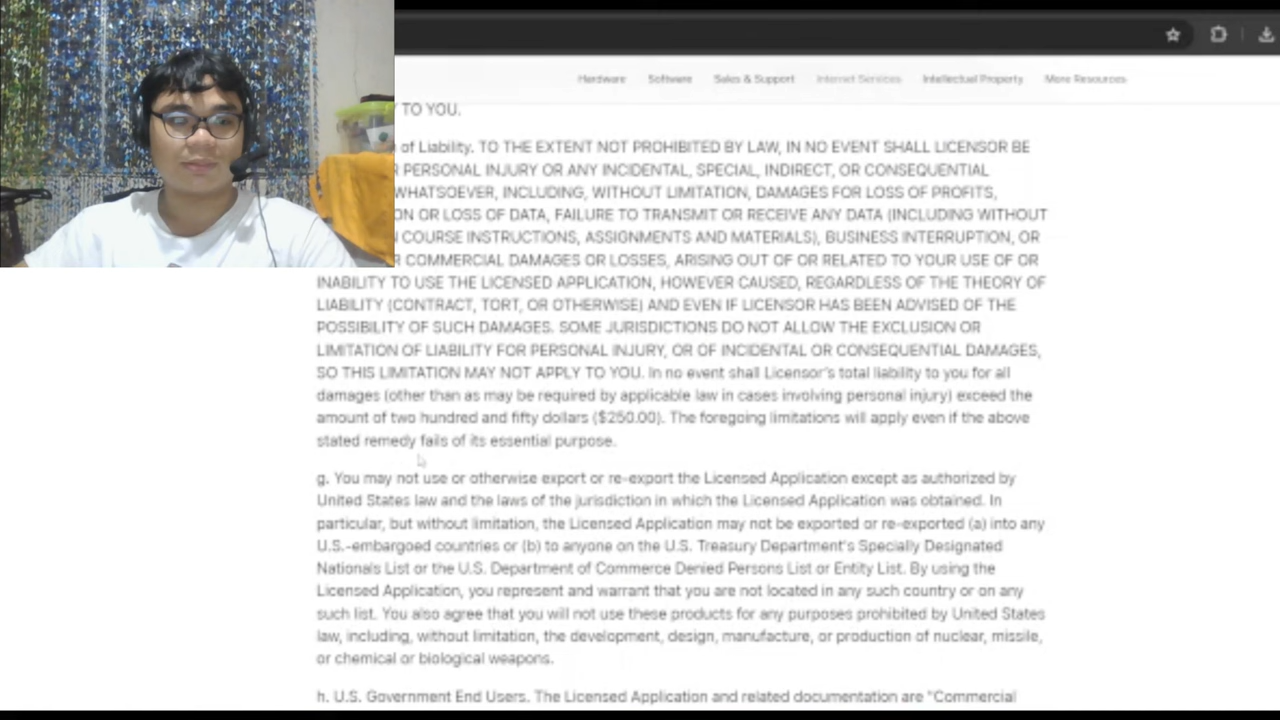 Hardware Software Sales & Support Internet Services Intellectual Property More Resources
TO YOU.
of Liability. TO THE EXTENT NOT PROHIBITED BY LAW, IN NO EVENT SHALL LICENSOR BE
PERSONAL INJURY OR ANY INCIDENTAL, SPECIAL, INDIRECT, OR CONSEQUENTIAL
WHATSOEVER, INCLUDING, WITHOUT LIMITATION, DAMAGES FOR LOSS OF PROFITS,
ON OR LOSS OF DATA, FAILURE TO TRANSMIT OR RECEIVE ANY DATA (INCLUDING WITHOUT
COURSE INSTRUCTIONS, ASSIGNMENTS AND MATERIALS), BUSINESS INTERRUPTION, OR
R COMMERCIAL DAMAGES OR LOSSES, ARISING OUT OF OR RELATED TO YOUR USE OF OR
INABILITY TO USE THE LICENSED APPLICATION, HOWEVER CAUSED, REGARDLESS OF THE THEORY OF
LIABILITY (CONTRACT, TORT, OR OTHERWISE) AND EVEN IF LICENSOR HAS BEEN ADVISED OF THE
POSSIBILITY OF SUCH DAMAGES. SOME JURISDICTIONS DO NOT ALLOW THE EXCLUSION OR
LIMITATION OF LIABILITY FOR PERSONAL INJURY, OR OF INCIDENTAL OR CONSEQUENTIAL DAMAGES,
SO THIS LIMITATION MAY NOT APPLY TO YOU. In no event shall Licensor's total liability to you for all
damages (other than as may be required by applicable law in cases involving personal injury) exceed the
amount of two hundred and fifty dollars ($250.00). The foregoing limitations will apply even if the above
stated remedy fails of its essential purpose.
g. You may not use or otherwise export or re-export the Licensed Application except as authorized by
United States law and the laws of the jurisdiction in which the Licensed Application was obtained. In
particular, but without limitation, the Licensed Application may not be exported or re-exported (a) into any
U.S.-embargoed countries or (b) to anyone on the U.S. Treasury Department's Specially Designated
Nationals List or the U.S. Department of Commerce Denied Persons List or Entity List. By using the
Licensed Application, you represent and warrant that you are not located in any such country or on any
such list. You also agree that you will not use these products for any purposes prohibited by United States
law, including, without limitation, the development, design, manufacture, or production of nuclear, missile,
or chemical or biological weapons.
h. U.S. Government End Users. The Licensed Application and related documentation are "Commercial